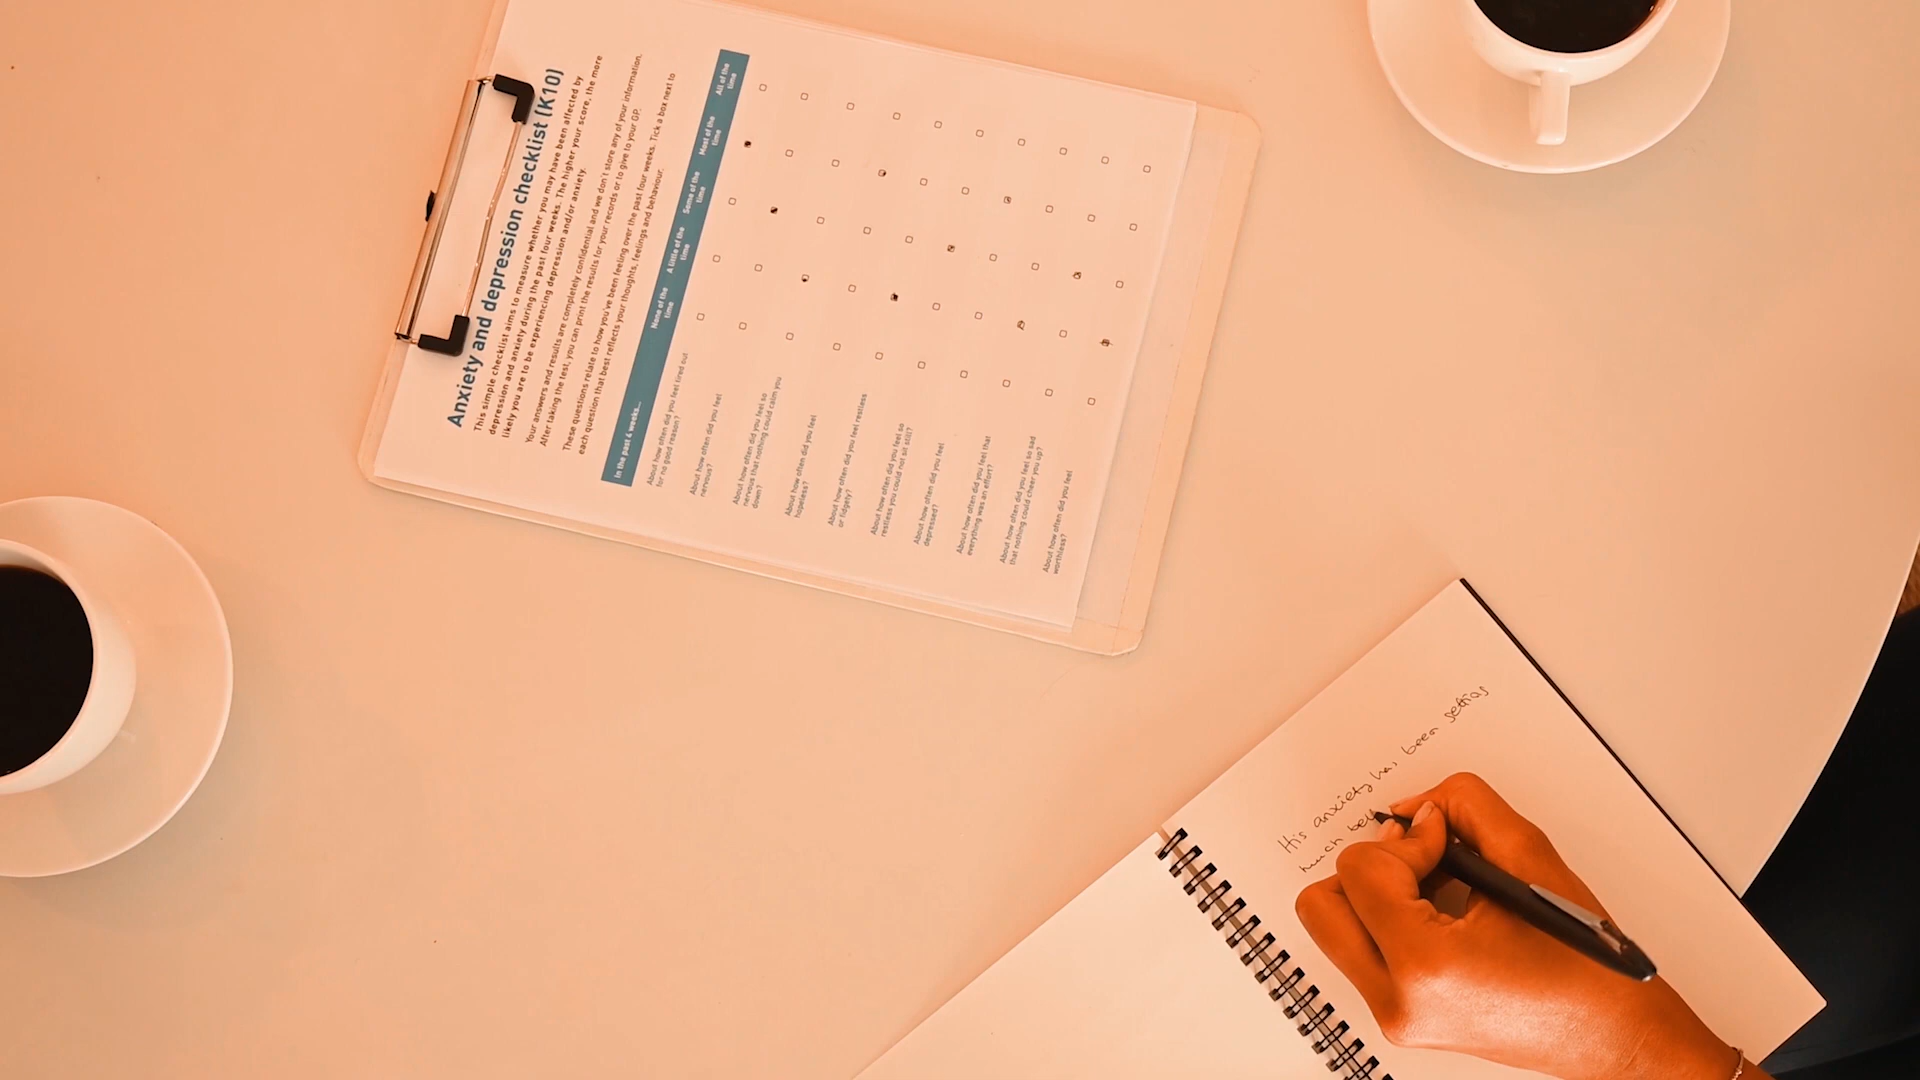 Anxiety and depression checklist (K10)
This simple checklist aims to measure whether you may have been affected by
depression and anxiety during the past four weeks. The higher your score, the more
likely you are to be experiencing depression and/or anxiety.
Your answers and results are completely confidential and we don't store any of your information.
After taking the test, you can print the results for your records or to give to your GP.
These questions relate to how you've been feeling over the past four weeks. Tick a box next to
each question that best reflects your thoughts, feelings and behaviour.
In the past 4 weeks...
None of the
time
A little of the
time
Some of the
time
Most of the
time
All of the
time
About how often did you feel tired out
for no good reason?
About how often did you feel
nervous?
About how often did you feel so
nervous that nothing could calm you
down?
About how often did you feel
hopeless?
About how often did you feel restless
or fidgety?
About how often did you feel so
restless you could not sit still?
About how often did you feel
depressed?
About how often did you feel that
everything was an effort?
About how often did you feel so sad
that nothing could cheer you up?
About how often did you feel
worthless?
His anxiety has been
much